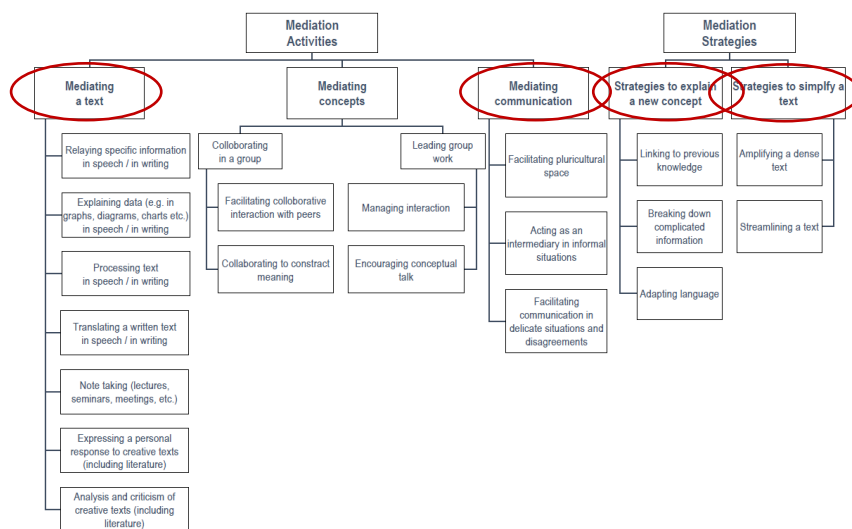 Mediation
Activities
Mediation
Strategies
Mediating
a text
Mediating
concepts
Mediating
communication
Strategies to explain
a new concept
Strategies to simplfy a
text
Relaying specific information
in speech / in writing
Explaining data (e.g. in
graphs, diagrams, charts etc.)
in speech / in writing
Processing text
in speech / in writing
Translating a written text
in speech / in writing
Note taking (lectures,
seminars, meetings, etc.)
Expressing a personal
response to creative texts
(including literature)
Analysis and criticism of
creative texts (including
literature)
Colloborating
in a group
Facilitating colloborative
interaction with peers
Collaborating to constract
meaning
Leading group
work
Managing interaction
Encouraging conceptual
talk
Facilitating pluricultural
space
Acting as an
intermediary in informal
situations
Facilitating
communication in
delicate situations and
disagreements
Linking to previous
knowledge
Breaking down
complicated
information
Adapting language
Amplifying a dense
text
Streamlining a text